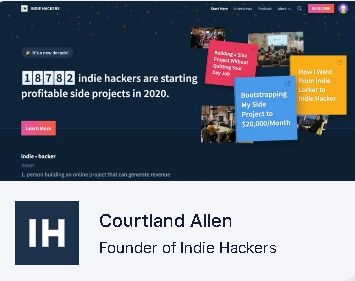 IH INDIE HACKERS
Start Here Interviews Podcast More SUBSCRIBE
🎉 It's a new decade!
18782 indie hackers are starting
profitable side projects in 2020.
Learn More
Building a Side
Project Without
Quitting Your
Day Job
How I Went
From Indie
Lurker to
Indie Hacker
Bootstrapping
My Side
Project to
$20,000/Month
indie • hacker
noun
1. person building an online project that can generate revenue
IH
Courtland Allen
Founder of Indie Hackers